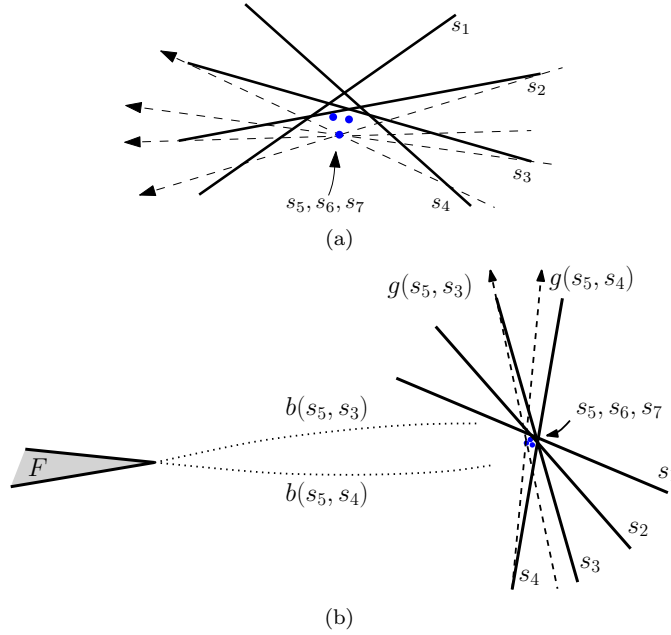 s₁
s₂
s₃
s₄
s₅, s₆, s₇
(a)
g(s₅, s₃)
g(s₅, s₄)
b(s₅, s₃)
s₅, s₆, s₇
F
s
b(s₅, s₄)
s₂
s₃
s₄
(b)